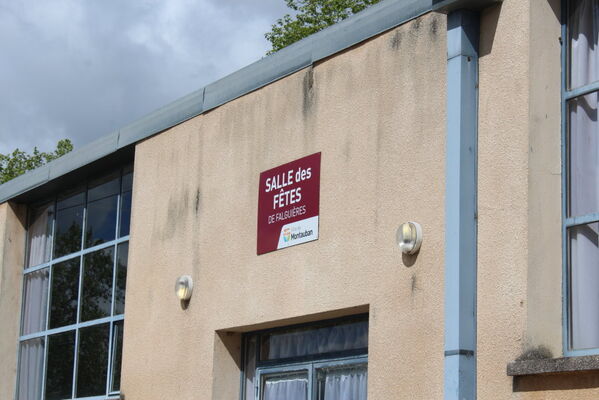 SALLE des
FÊTES
DE FALGUIÈRES
Montauban